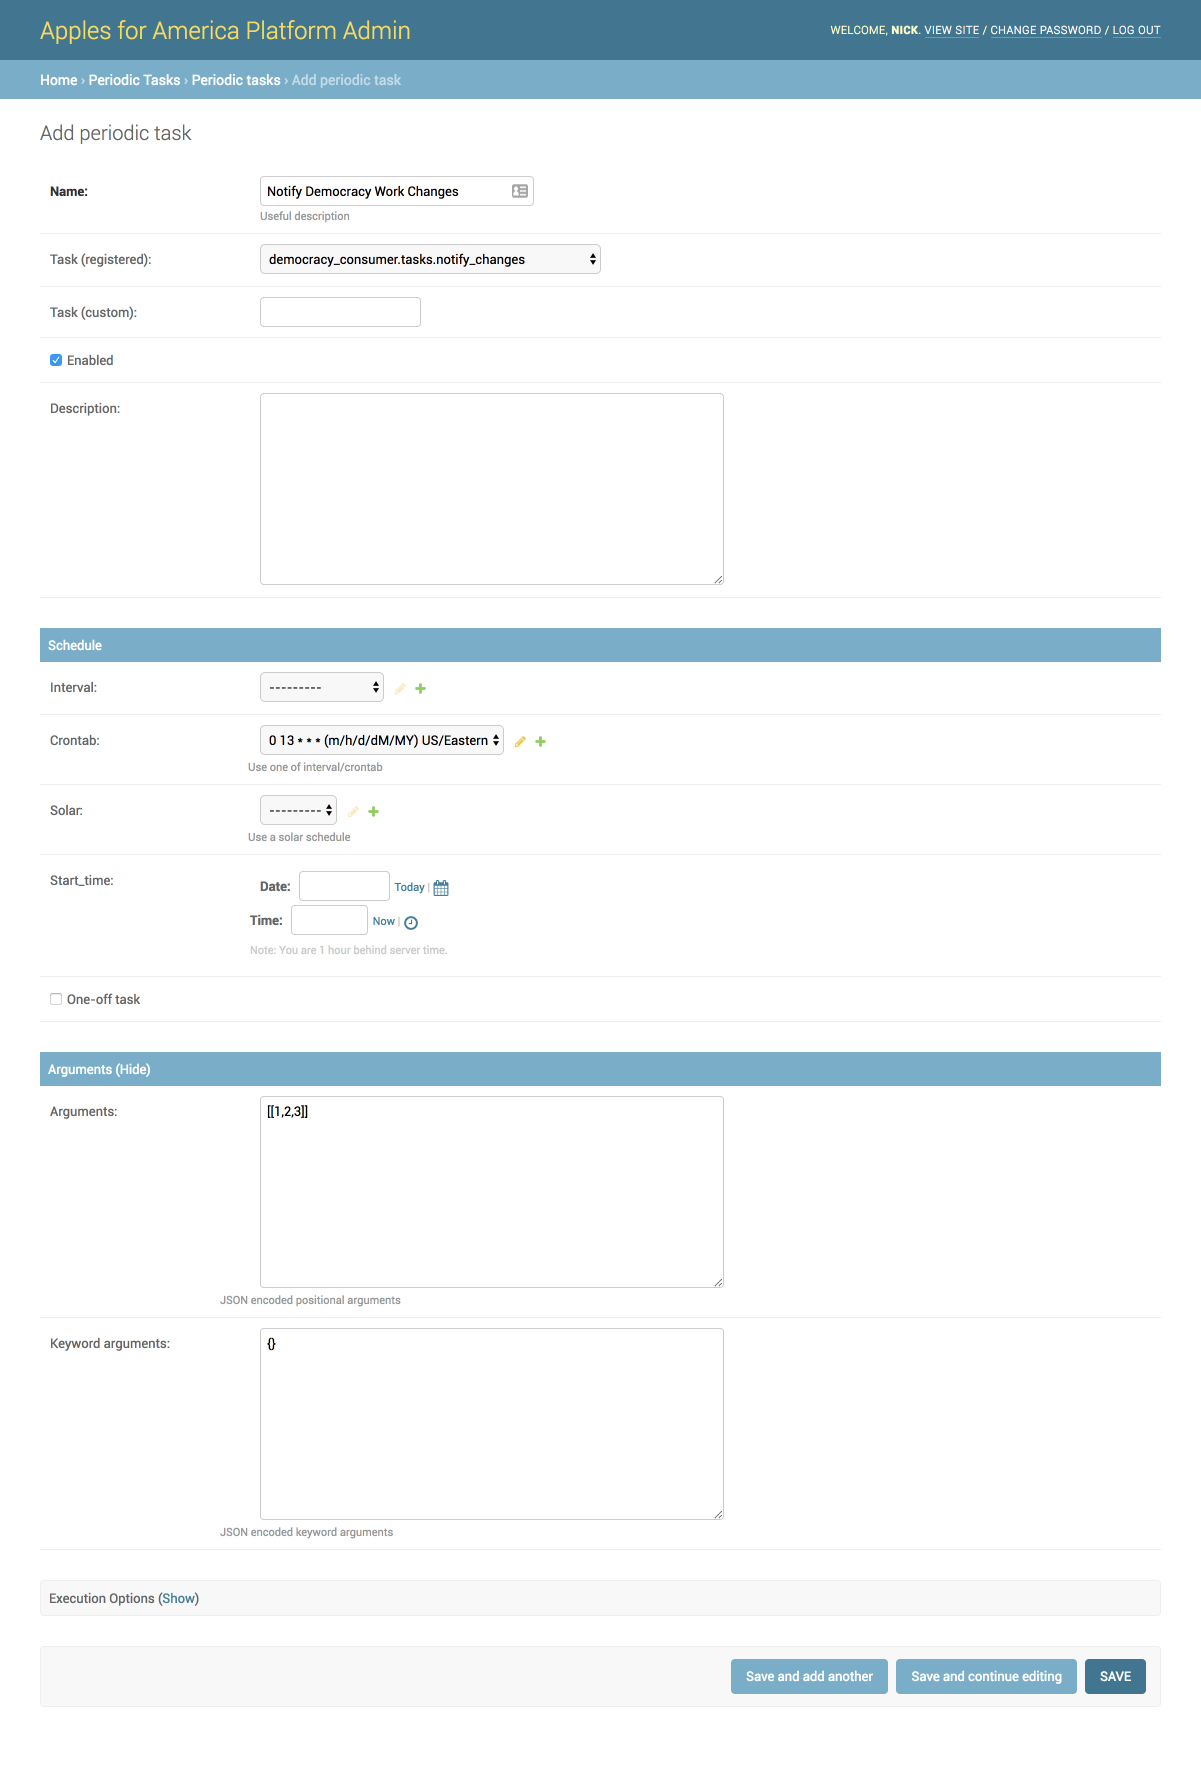 Apples for America Platform Admin
WELCOME, NICK. VIEW SITE / CHANGE PASSWORD / LOG OUT
Home › Periodic Tasks › Periodic tasks › Add periodic task
Add periodic task
Name:
Notify Democracy Work Changes
Useful description
Task (registered):
democracy_consumer.tasks.notify_changes
Task (custom):
Enabled
Description:
Schedule
Interval:
---------
Crontab:
0 13 * * * (m/h/d/dM/MY) US/Eastern
Use one of interval/crontab
Solar:
---------
Use a solar schedule
Start_time:
Date:
Today |
Time:
Now |
Note: You are 1 hour behind server time.
One-off task
Arguments (Hide)
Arguments:
[[1,2,3]]
JSON encoded positional arguments
Keyword arguments:
{}
JSON encoded keyword arguments
Execution Options (Show)
Save and add another
Save and continue editing
SAVE